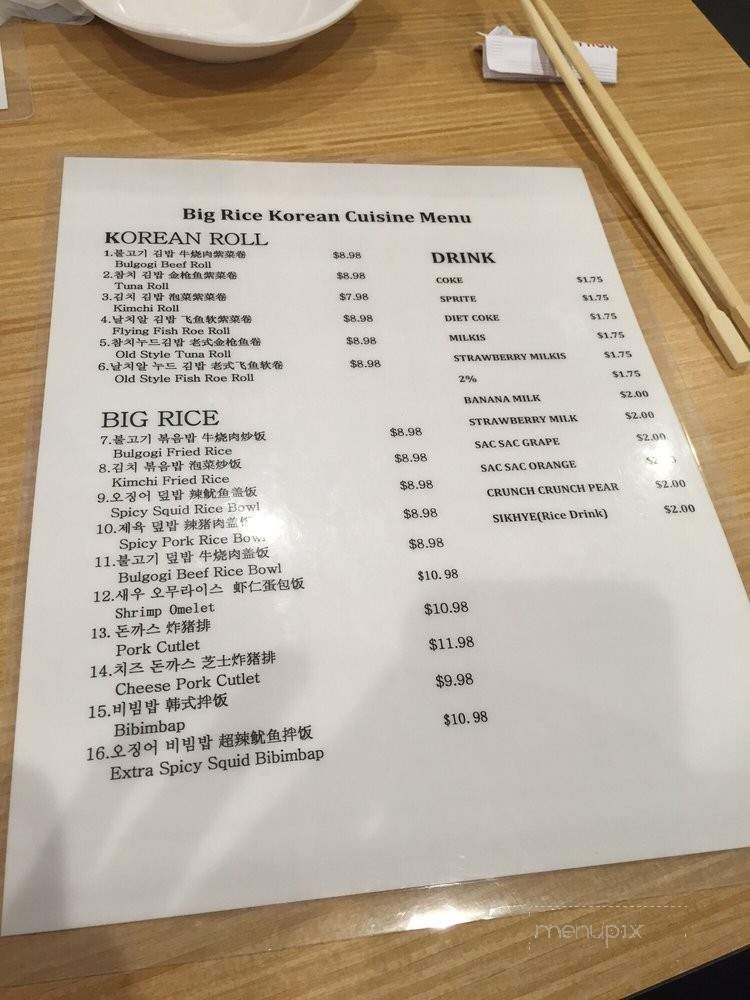 Big Rice Korean Cuisine Menu
KOREAN ROLL
1.불고기 김밥 牛烧肉紫菜卷 $8.98
Bulgogi Beef Roll
2.참치 김밥 金枪鱼紫菜卷 $8.98
Tuna Roll
3.김치 김밥 泡菜紫菜卷 $7.98
Kimchi Roll
4.날치알 김밥 飞鱼软紫菜卷 $8.98
Flying Fish Roe Roll
5.참치누드김밥 老式金枪鱼卷 $8.98
Old Style Tuna Roll
6.날치알 누드 김밥 老式飞鱼软卷 $8.98
Old Style Fish Roe Roll
BIG RICE
7.불고기 볶음밥 牛烧肉炒饭 $8.98
Bulgogi Fried Rice
8.김치 볶음밥 泡菜炒饭 $8.98
Kimchi Fried Rice
9.오징어 덮밥 辣鱿鱼盖饭 $8.98
Spicy Squid Rice Bowl
10.제육 덮밥 辣猪肉盖饭 $8.98
Spicy Pork Rice Bowl
11.불고기 덮밥 牛烧肉盖饭 $8.98
Bulgogi Beef Rice Bowl
12.새우 오무라이스 虾仁蛋包饭 $10.98
Shrimp Omelet
13. 돈까스 炸猪排 $10.98
Pork Cutlet
14.치즈 돈까스 芝士炸猪排 $11.98
Cheese Pork Cutlet
15.비빔밥 韩式拌饭 $9.98
Bibimbap
16.오징어 비빔밥 超辣鱿鱼拌饭 $10.98
Extra Spicy Squid Bibimbap
DRINK
COKE $1.75
SPRITE $1.75
DIET COKE $1.75
MILKIS $1.75
STRAWBERRY MILKIS $1.75
2% $1.75
BANANA MILK $2.00
STRAWBERRY MILK $2.00
SAC SAC GRAPE $2.00
SAC SAC ORANGE
CRUNCH CRUNCH PEAR $2.00
SIKHYE(Rice Drink) $2.00
menupix